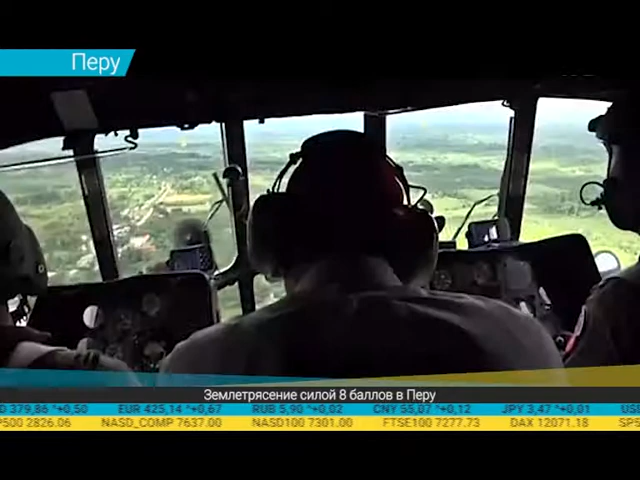 Перу
Землетрясение силой 8 баллов в Перу
D 379.86 +0.50 EUR 425.14 +0.67 RUB 5.90 +0.02 CNY 55.07 +0.12 JPY 3.47 +0.01 US
P500 2826.06 NASD_COMP 7637.00 NASD100 7301.00 FTSE100 7277.73 DAX 12071.18 SP5